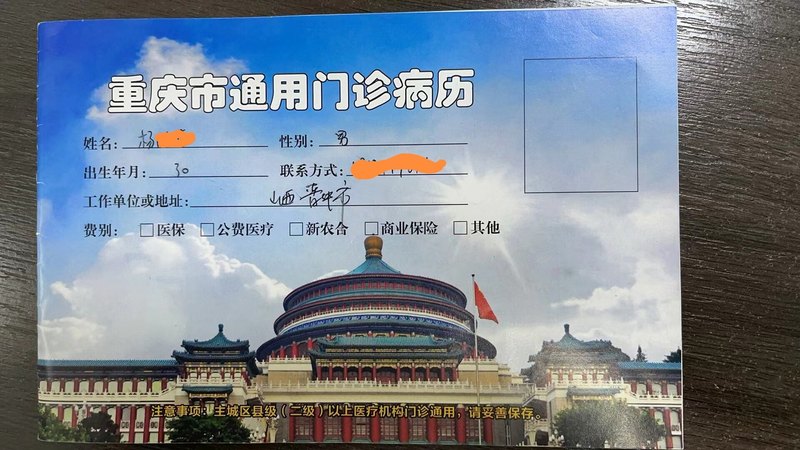 重庆市通用门诊病历
姓名: 杨 性别: 男
出生年月: 30 联系方式:
工作单位或地址: 山西晋中市
费别: □医保 □公费医疗 □新农合 □商业保险 □其他
注意事项:主城区县级(二级)以上医疗机构门诊通用,请妥善保存。